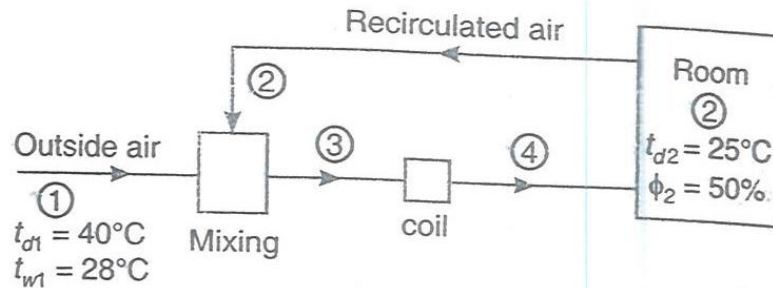 Recirculated air
Room
②
②
t_d2 = 25°C
ϕ₂ = 50%
Outside air
③
④
①
t_d1 = 40°C
t_w1 = 28°C
Mixing
coil